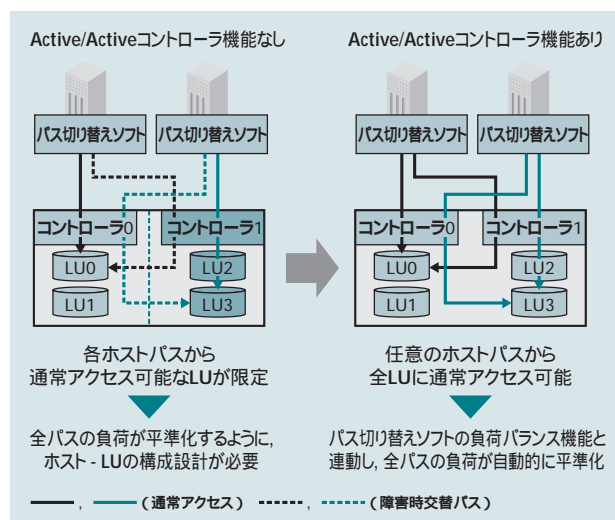 Active/Activeコントローラ機能なし
パス切り替えソフト
パス切り替えソフト
コントローラ0
コントローラ1
LU0
LU2
LU1
LU3
各ホストパスから
通常アクセス可能なLUが限定
全パスの負荷が平準化するように,
ホスト - LUの構成設計が必要
Active/Activeコントローラ機能あり
パス切り替えソフト
パス切り替えソフト
コントローラ0
コントローラ1
LU0
LU2
LU1
LU3
任意のホストパスから
全LUに通常アクセス可能
パス切り替えソフトの負荷バランス機能と
連動し, 全パスの負荷が自動的に平準化
, (通常アクセス) , (障害時交替パス)